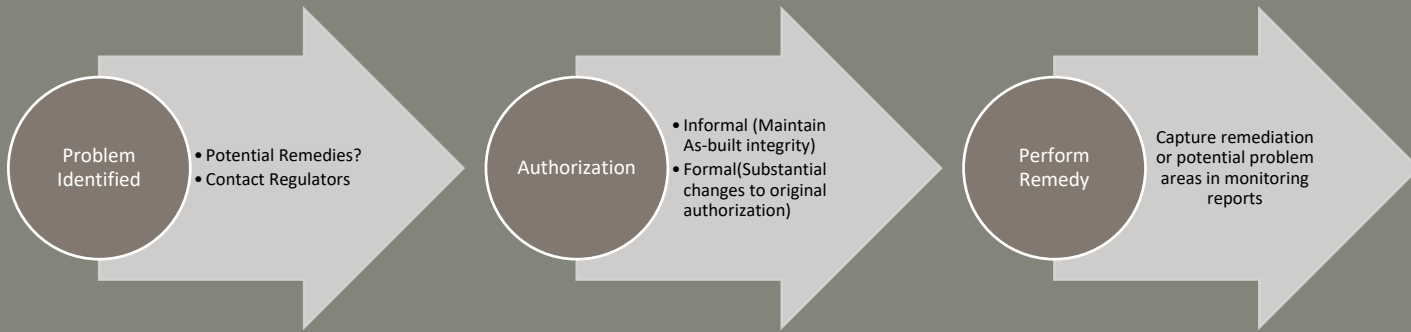 Problem
Identified
• Potential Remedies?
• Contact Regulators
Authorization
• Informal (Maintain
As-built integrity)
• Formal(Substantial
changes to original
authorization)
Perform
Remedy
Capture remediation
or potential problem
areas in monitoring
reports